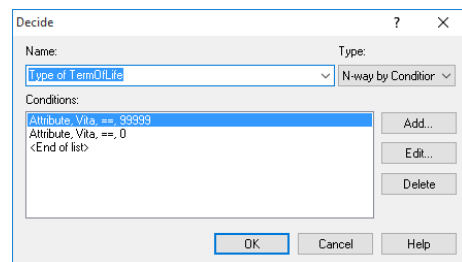 Decide ?
Name: Type:
Type of TermOfLife N-way by Condition
Conditions:
Attribute, Vita, ==, 99999
Attribute, Vita, ==, 0
<End of list>
Add...
Edit...
Delete
OK Cancel Help